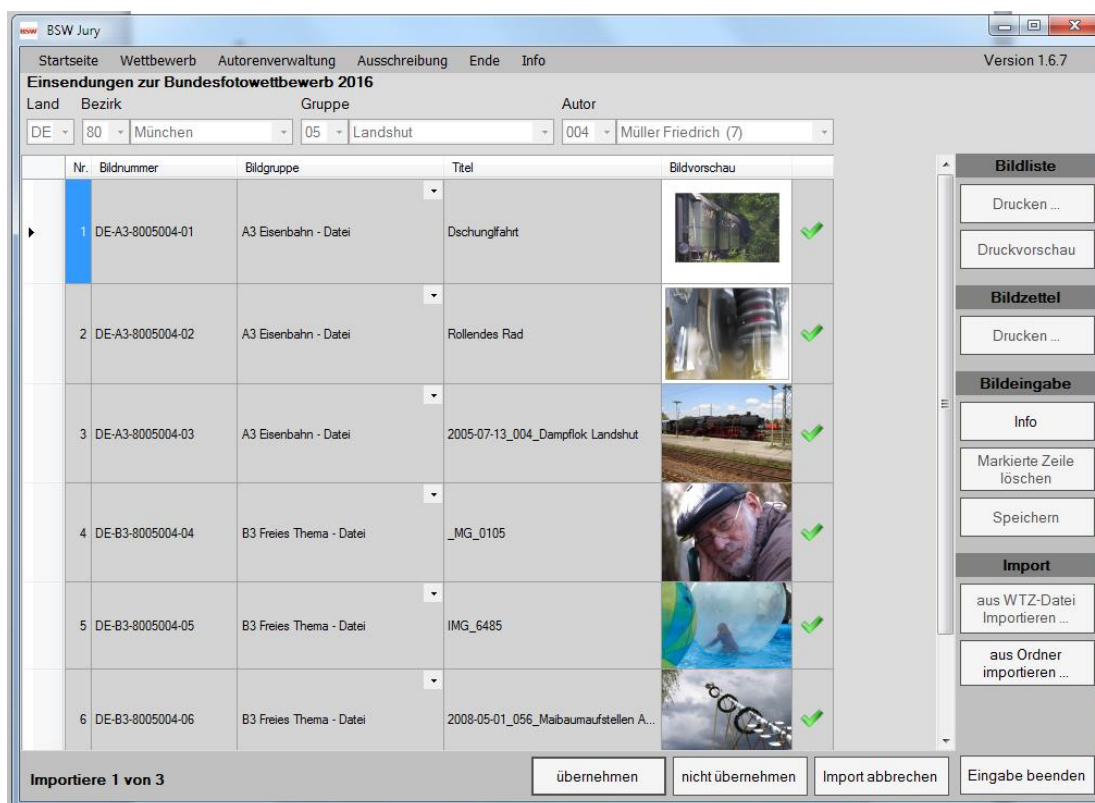 BSW BSW Jury
Startseite Wettbewerb Autorenverwaltung Ausschreibung Ende Info Version 1.6.7
Einsendungen zur Bundesfotowettbewerb 2016
Land Bezirk Gruppe Autor
DE 80 München 05 Landshut 004 Müller Friedrich (7)
Nr. Bildnummer Bildgruppe Titel Bildvorschau
1 DE-A3-8005004-01 A3 Eisenbahn - Datei Dschunglfahrt
2 DE-A3-8005004-02 A3 Eisenbahn - Datei Rollendes Rad
3 DE-A3-8005004-03 A3 Eisenbahn - Datei 2005-07-13_004_Dampflok Landshut
4 DE-B3-8005004-04 B3 Freies Thema - Datei _MG_0105
5 DE-B3-8005004-05 B3 Freies Thema - Datei IMG_6485
6 DE-B3-8005004-06 B3 Freies Thema - Datei 2008-05-01_056_Maibaumaufstellen A...
Bildliste
Drucken ...
Druckvorschau
Bildzettel
Drucken ...
Bildeingabe
Info
Markierte Zeile
löschen
Speichern
Import
aus WTZ-Datei
Importieren ...
aus Ordner
importieren ...
Importiere 1 von 3 übernehmen nicht übernehmen Import abbrechen Eingabe beenden